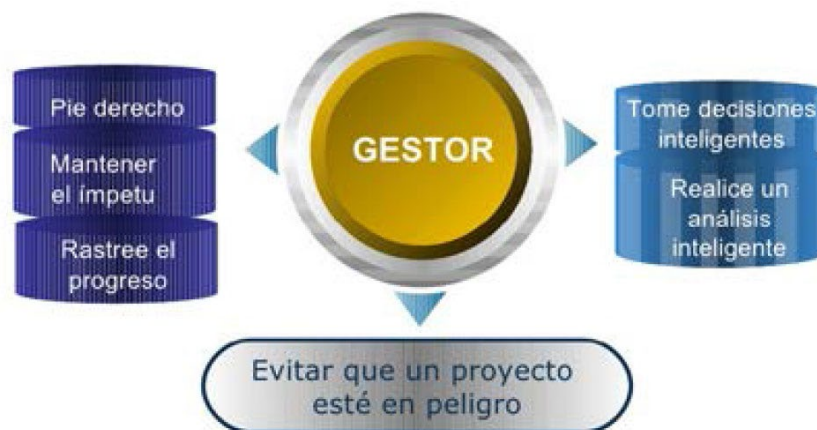 Pie derecho
Mantener
el ímpetu
Rastree el
progreso
GESTOR
Tome decisiones
inteligentes
Realice un
análisis
inteligente
Evitar que un proyecto
esté en peligro